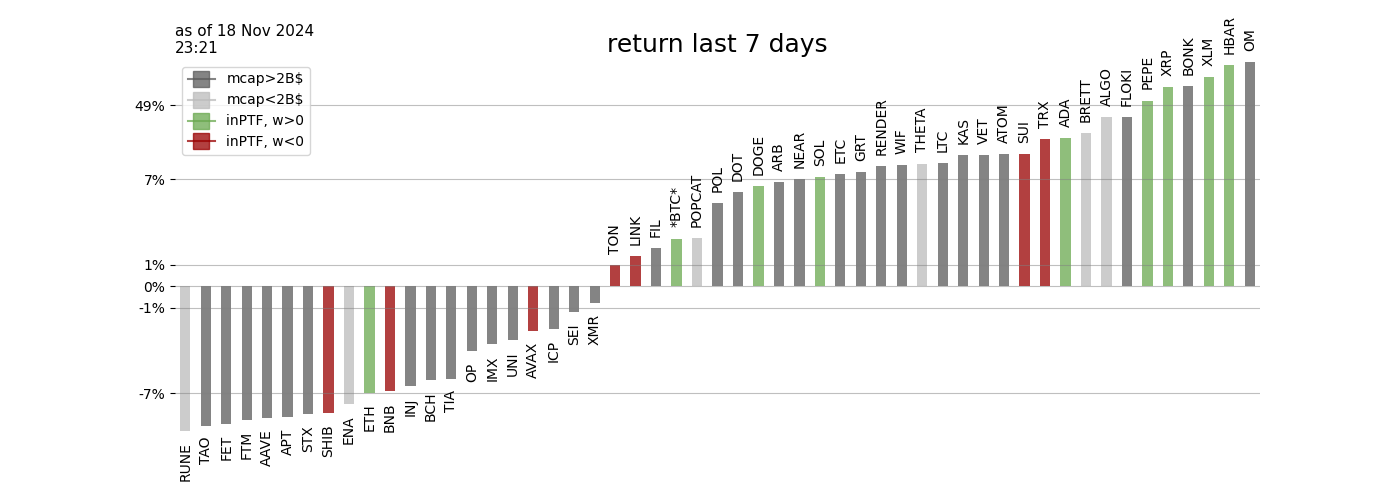 as of 18 Nov 2024
23:21
return last 7 days
mcap>2B$
mcap<2B$
inPTF, w>0
inPTF, w<0
49%
7%
1%
0%
-1%
-7%
RUNE
TAO
FET
FTM
AAVE
APT
STX
SHIB
ENA
ETH
BNB
INJ
BCH
TIA
OP
IMX
UNI
AVAX
ICP
SEI
XMR
TON
LINK
FIL
*BTC*
POPCAT
POL
DOT
DOGE
ARB
NEAR
SOL
ETC
GRT
RENDER
WIF
THETA
LTC
KAS
VET
ATOM
SUI
TRX
ADA
BRETT
ALGO
FLOKI
PEPE
XRP
BONK
XLM
HBAR
OM